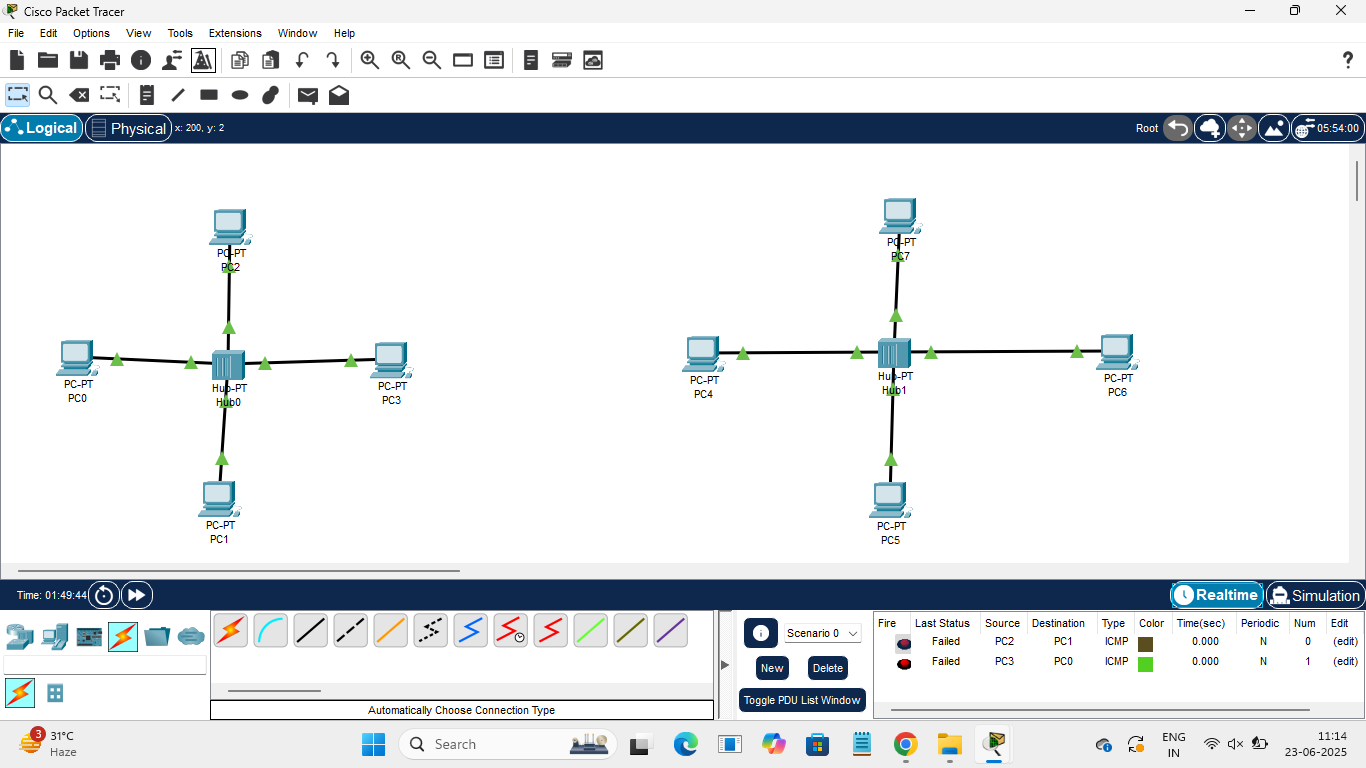 Cisco Packet Tracer
File Edit Options View Tools Extensions Window Help
R
?
Logical Physical x: 200, y: 2 Root 05:54:00
PC-PT
PC2
PC-PT
PC7
PC-PT
PC0
Hub-PT
Hub0
PC-PT
PC3
PC-PT
PC4
Hub-PT
Hub1
PC-PT
PC6
PC-PT
PC1
PC-PT
PC5
Time: 01:49:44 Realtime Simulation
Scenario 0
New Delete
Toggle PDU List Window
Fire Last Status Source Destination Type Color Time(sec) Periodic Num Edit
Failed PC2 PC1 ICMP 0.000 N 0 (edit)
Failed PC3 PC0 ICMP 0.000 N 1 (edit)
Automatically Choose Connection Type
3
31°C
Haze
Search
ENG
IN
11:14
23-06-2025